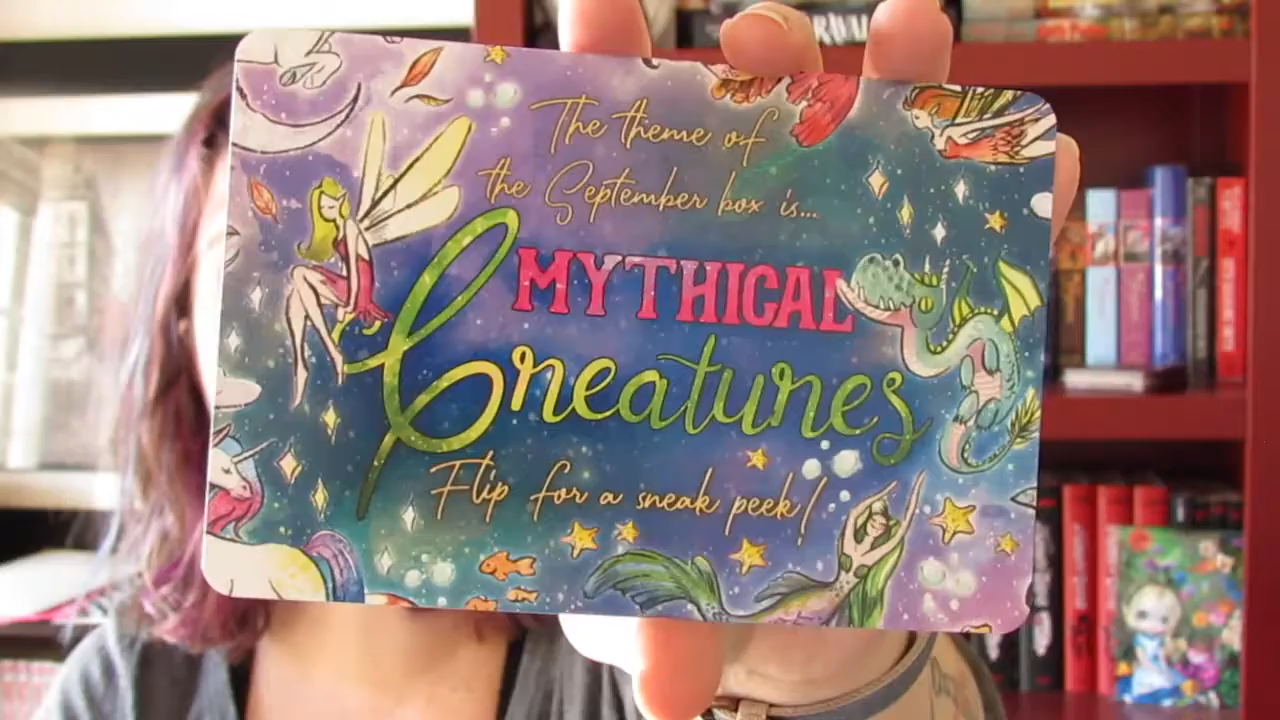 The theme of
the September box is...
MYTHICAL
Creatures
Flip for a sneak peek!